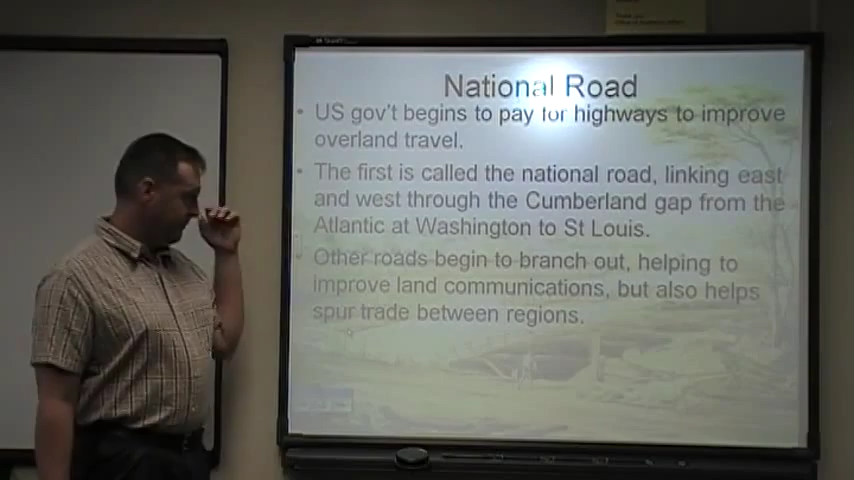 National Road
• US gov't begins to pay for highways to improve
overland travel.
• The first is called the national road, linking east
and west through the Cumberland gap from the
Atlantic at Washington to St Louis.
• Other roads begin to branch out, helping to
improve land communications, but also helps
spur trade between regions.